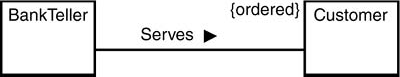 BankTeller
Serves ▶
{ordered}
Customer